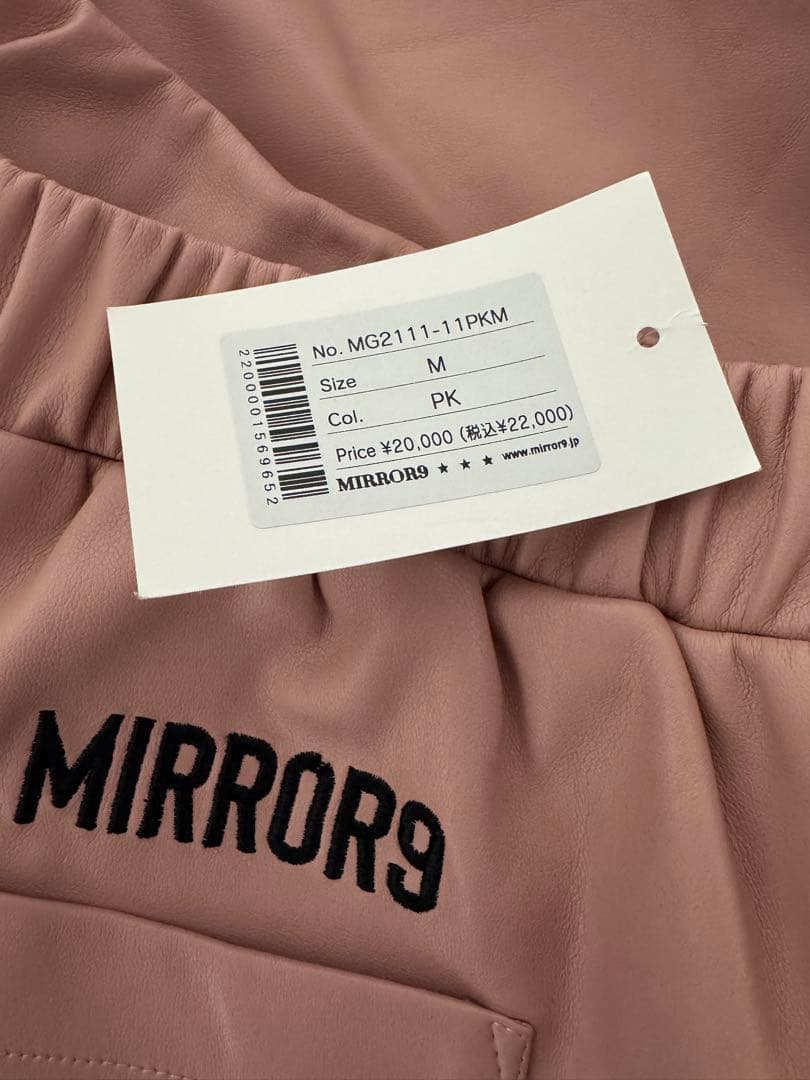 No. MG2111-11PKM
Size M
Col. PK
Price ¥20,000 (税込¥22,000)
MIRROR9 ★ ★ ★ www.mirror9.jp
2200001569652
MIRROR9